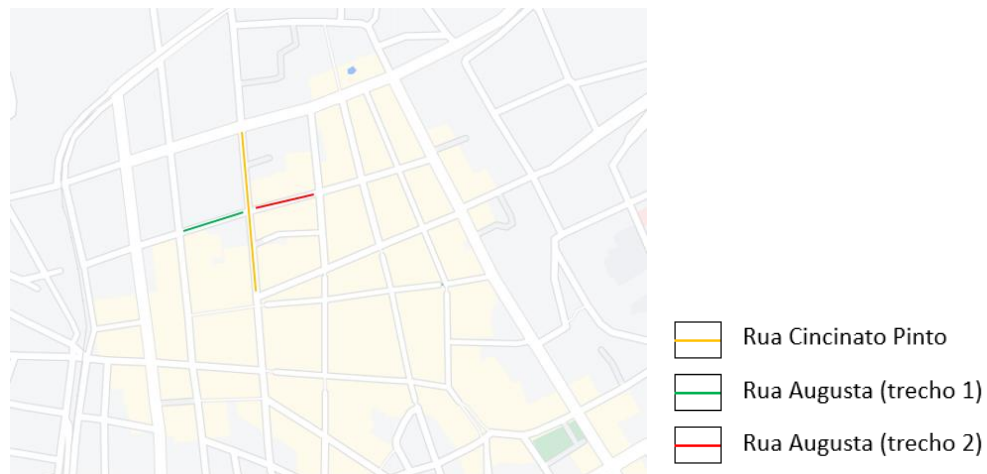 Rua Cincinato Pinto
Rua Augusta (trecho 1)
Rua Augusta (trecho 2)